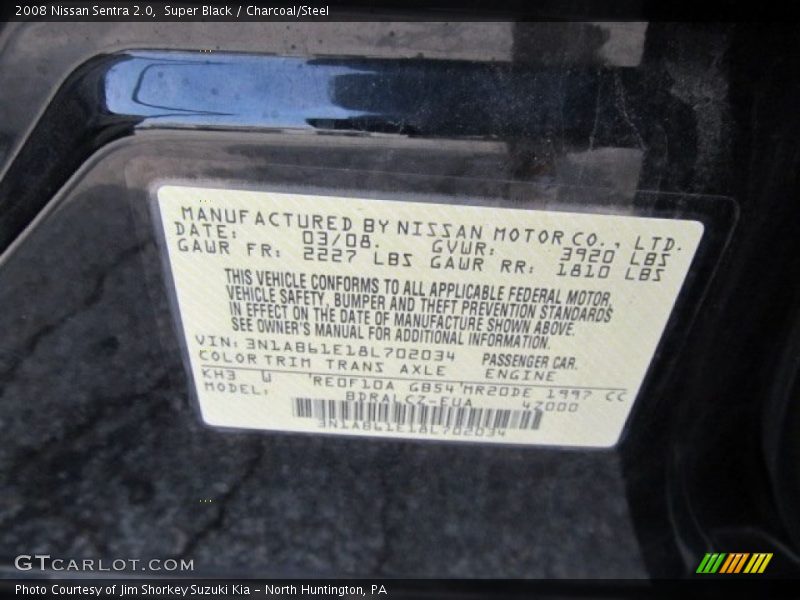 2008 Nissan Sentra 2.0, Super Black / Charcoal/Steel
MANUFACTURED BY NISSAN MOTOR CO., LTD.
DATE: 03/08. GVWR: 3920 LBS
GAWR FR: 2227 LBS GAWR RR: 1810 LBS
THIS VEHICLE CONFORMS TO ALL APPLICABLE FEDERAL MOTOR
VEHICLE SAFETY, BUMPER AND THEFT PREVENTION STANDARDS
IN EFFECT ON THE DATE OF MANUFACTURE SHOWN ABOVE.
SEE OWNER'S MANUAL FOR ADDITIONAL INFORMATION.
VIN: 3N1AB61E18L702034 PASSENGER CAR.
COLOR TRIM TRANS AXLE ENGINE
KH3 W RE0F10A GB54 MR20DE 1997 CC
MODEL: BDRALCZ-EUA 4Z000
3N1AB61E18L702034
GTCARLOT.COM
Photo Courtesy of Jim Shorkey Suzuki Kia – North Huntington, PA